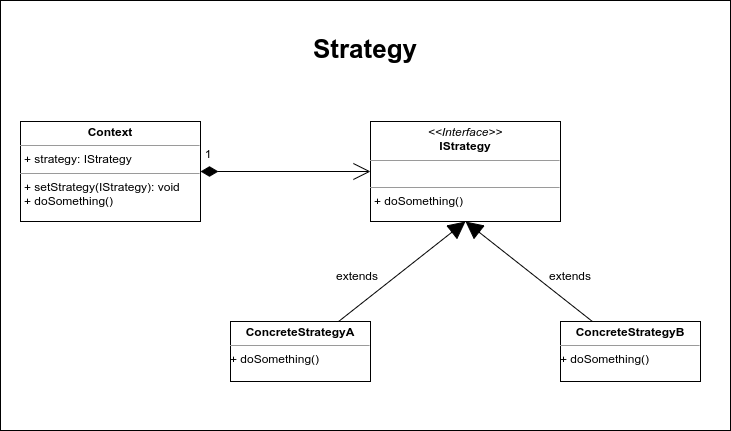 Strategy
Context
+ strategy: IStrategy
+ setStrategy(IStrategy): void
+ doSomething()
1
<<Interface>>
IStrategy
+ doSomething()
extends
extends
ConcreteStrategyA
+ doSomething()
ConcreteStrategyB
+ doSomething()